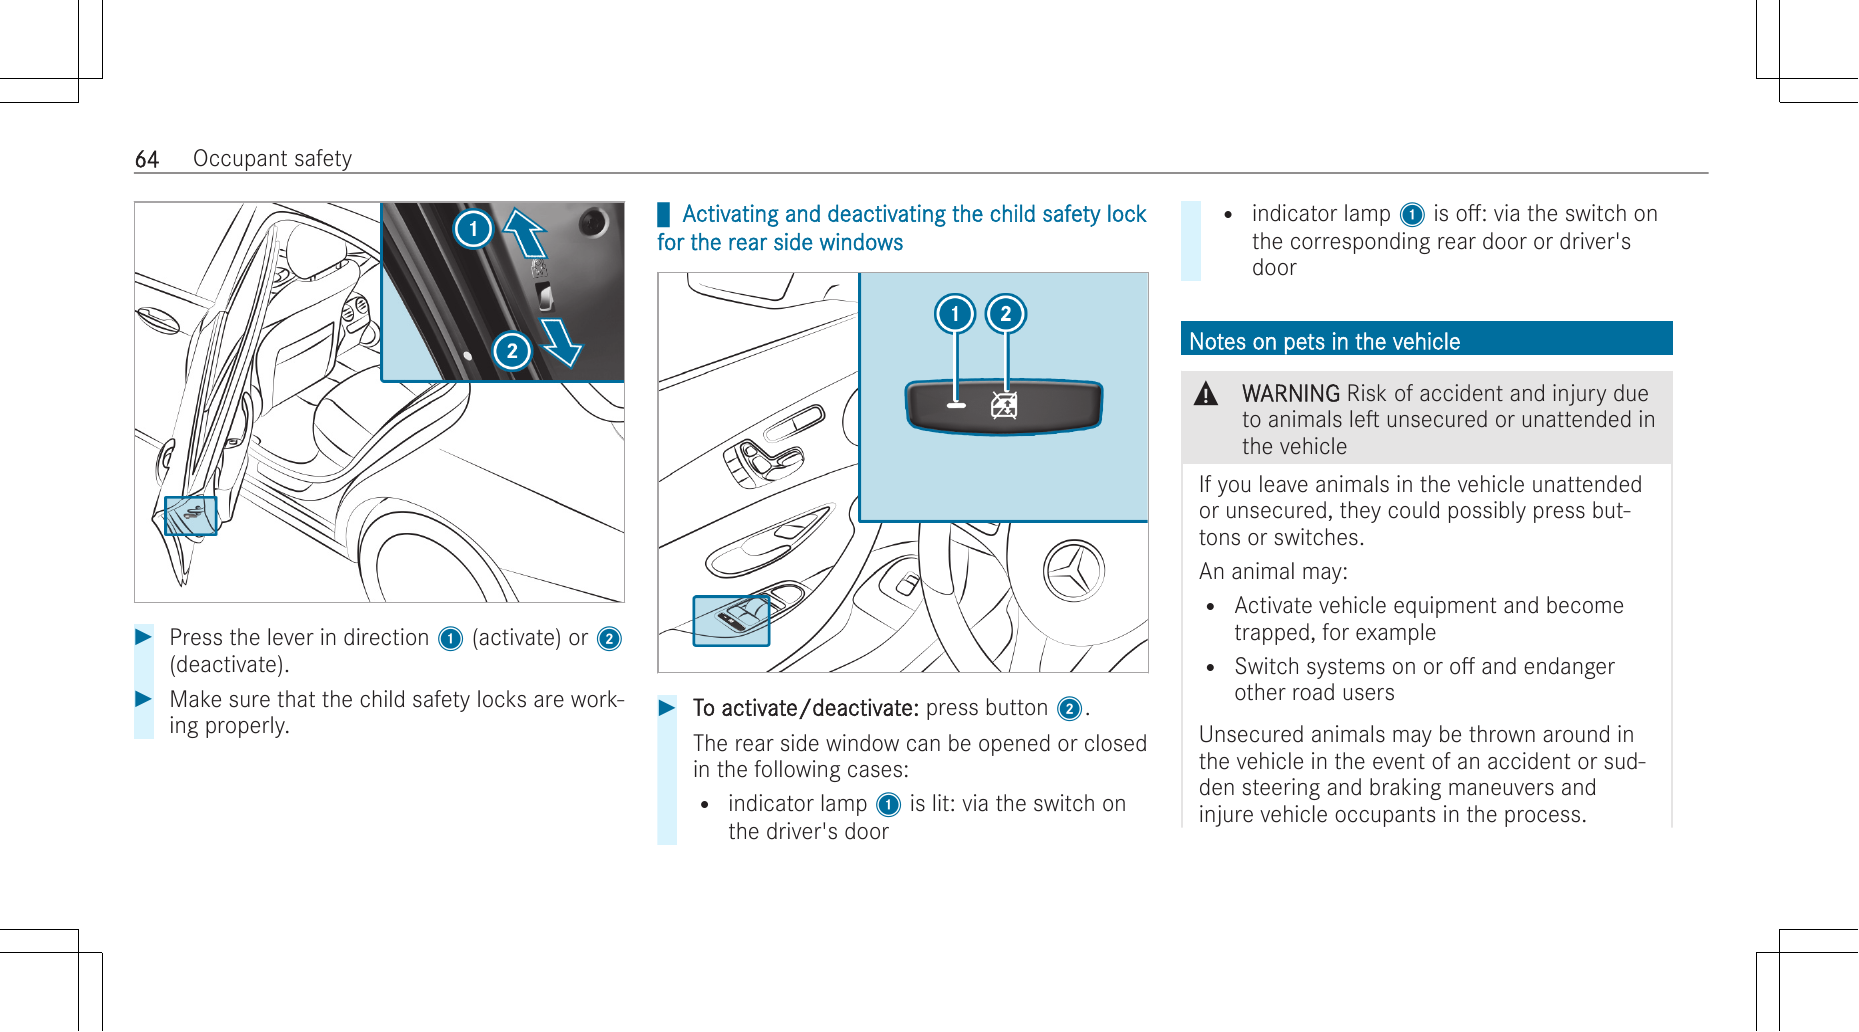 64 Occupant safety
1
2
▶ Press the lever in direction 1 (activate) or 2
(deactivate).
▶ Make sure that the child safety locks are work-
ing properly.
Activating and deactivating the child safety lock
for the rear side windows
1 2
▶ To activate/deactivate: press button 2.
The rear side window can be opened or closed
in the following cases:
• indicator lamp 1 is lit: via the switch on
the driver's door
• indicator lamp 1 is off: via the switch on
the corresponding rear door or driver's
door
Notes on pets in the vehicle
WARNING Risk of accident and injury due
to animals left unsecured or unattended in
the vehicle
If you leave animals in the vehicle unattended
or unsecured, they could possibly press but-
tons or switches.
An animal may:
• Activate vehicle equipment and become
trapped, for example
• Switch systems on or off and endanger
other road users
Unsecured animals may be thrown around in
the vehicle in the event of an accident or sud-
den steering and braking maneuvers and
injure vehicle occupants in the process.